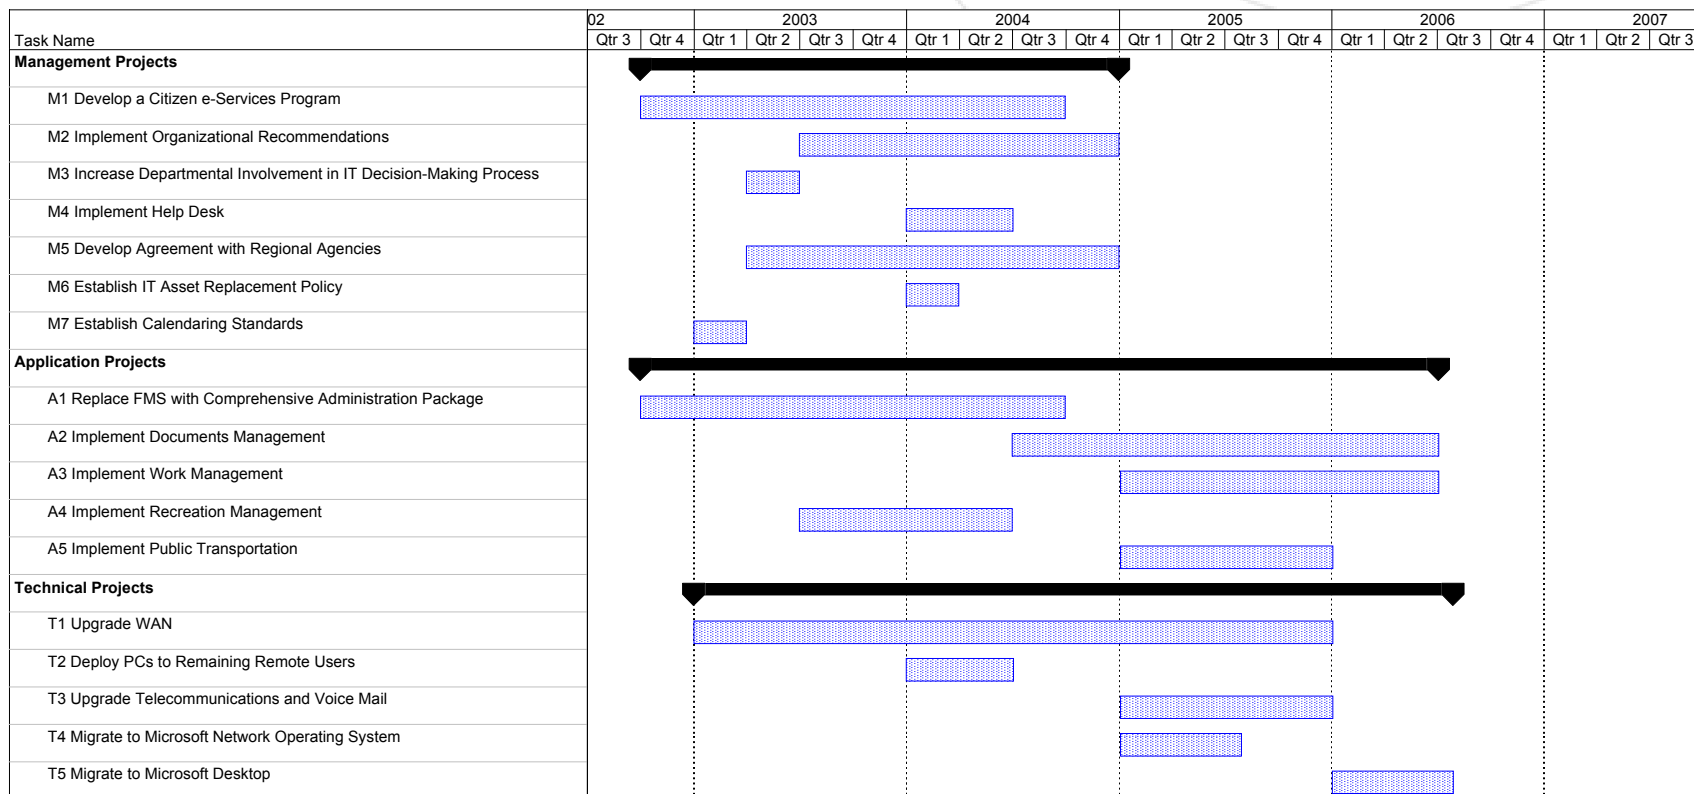 02 2003 2004 2005 2006 2007
Task Name Qtr 3 Qtr 4 Qtr 1 Qtr 2 Qtr 3 Qtr 4 Qtr 1 Qtr 2 Qtr 3 Qtr 4 Qtr 1 Qtr 2 Qtr 3 Qtr 4 Qtr 1 Qtr 2 Qtr 3 Qtr 4 Qtr 1 Qtr 2 Qtr 3
Management Projects
M1 Develop a Citizen e-Services Program
M2 Implement Organizational Recommendations
M3 Increase Departmental Involvement in IT Decision-Making Process
M4 Implement Help Desk
M5 Develop Agreement with Regional Agencies
M6 Establish IT Asset Replacement Policy
M7 Establish Calendaring Standards
Application Projects
A1 Replace FMS with Comprehensive Administration Package
A2 Implement Documents Management
A3 Implement Work Management
A4 Implement Recreation Management
A5 Implement Public Transportation
Technical Projects
T1 Upgrade WAN
T2 Deploy PCs to Remaining Remote Users
T3 Upgrade Telecommunications and Voice Mail
T4 Migrate to Microsoft Network Operating System
T5 Migrate to Microsoft Desktop